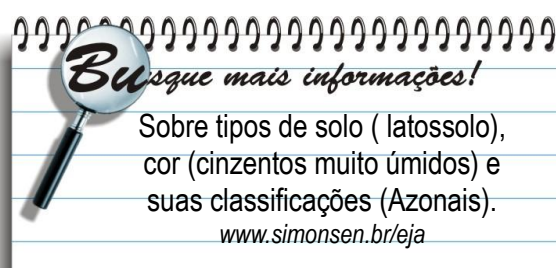 Busque mais informações!
Sobre tipos de solo ( latossolo),
cor (cinzentos muito úmidos) e
suas classificações (Azonais).
www.simonsen.br/eja